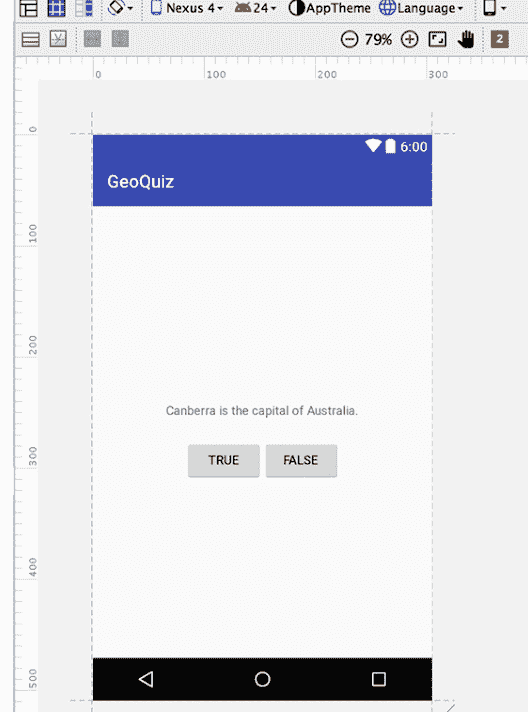 Nexus 4 24 AppTheme Language
79% 2
0 100 200 300
0
6:00
GeoQuiz
100
200
Canberra is the capital of Australia.
300
TRUE FALSE
400
500